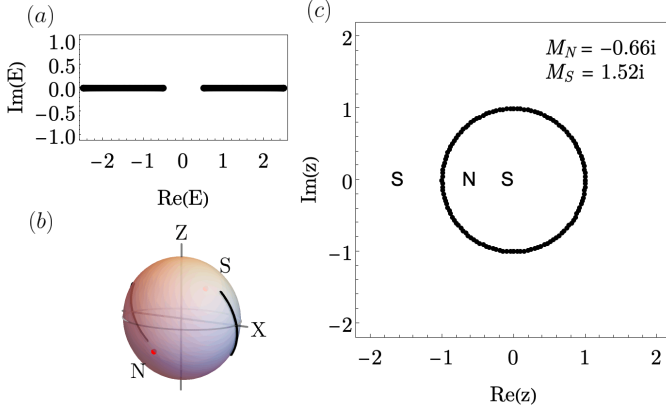 (a)
1.0
0.5
0.0
−0.5
−1.0
Im(E)
−2 −1 0 1 2
Re(E)
(b)
Z
S
X
N
(c)
M_N = −0.66i
M_S = 1.52i
2
1
0
−1
−2
Im(z)
S N S
−2 −1 0 1 2
Re(z)